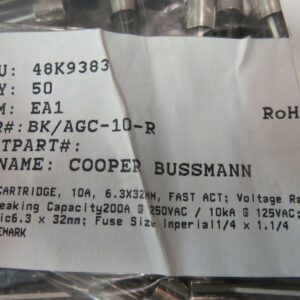 U: 48K9383
Y: 50
M: EA1
RoH
R#: BK/AGC-10-R
TPART#:
NAME: COOPER BUSSMANN
CARTRIDGE, 10A, 6.3X32MM, FAST ACT; Voltage Ra
eaking Capacity200A @ 250VAC / 10kA @ 125VAC;
ic6.3 x 32mm; Fuse Size Imperial1/4 x 1.1/4
EMARK